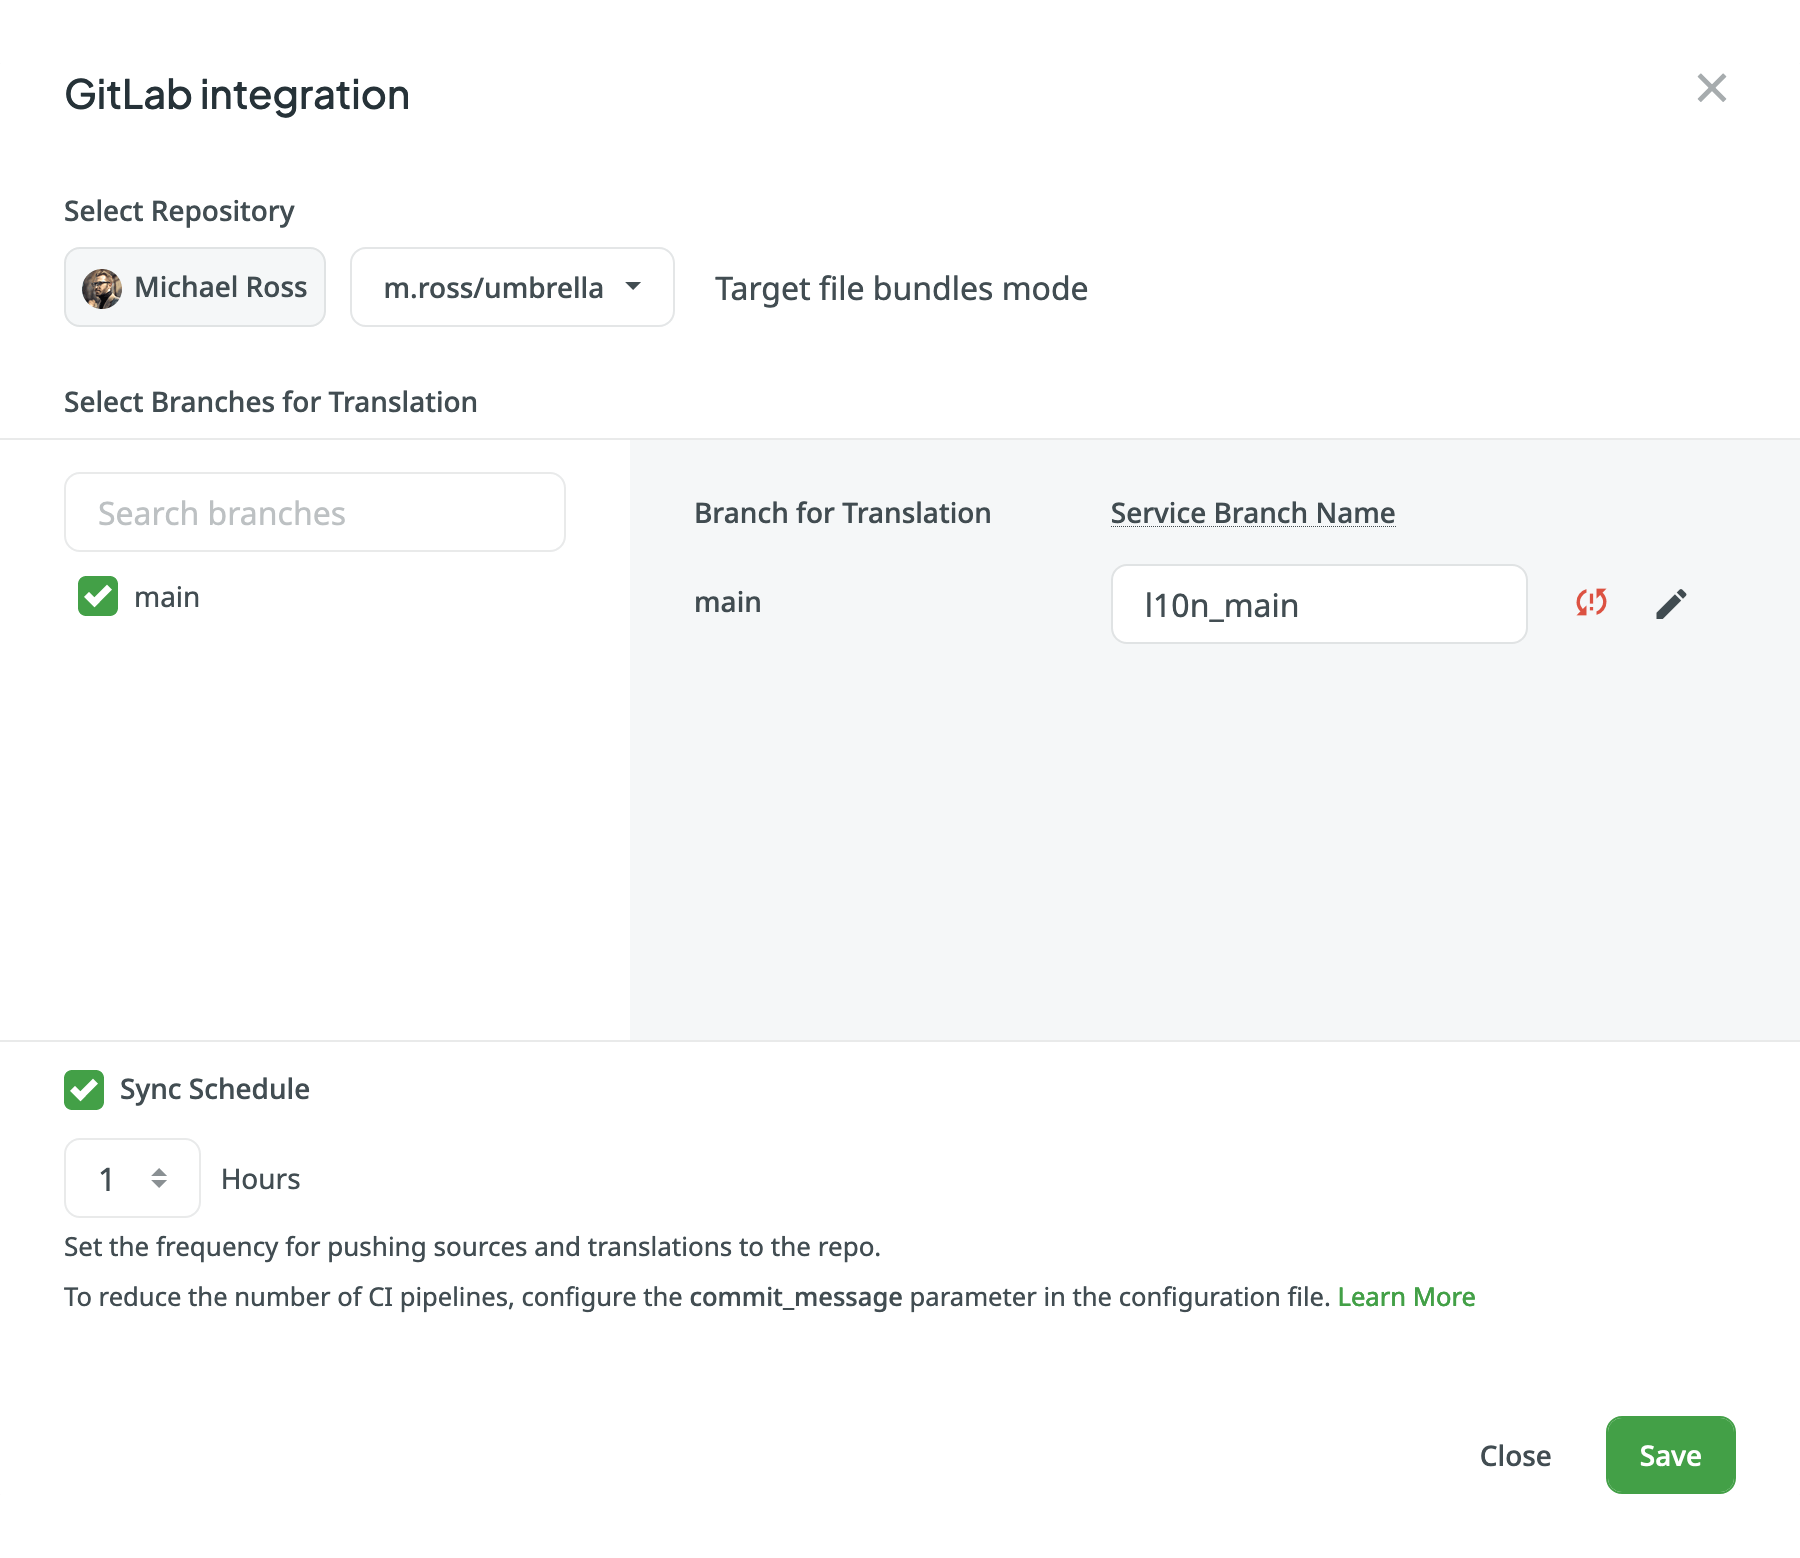 GitLab integration
Select Repository
Michael Ross
m.ross/umbrella
Target file bundles mode
Select Branches for Translation
Search branches
main
Branch for Translation
Service Branch Name
main
l10n_main
Sync Schedule
1
Hours
Set the frequency for pushing sources and translations to the repo.
To reduce the number of CI pipelines, configure the commit_message parameter in the configuration file. Learn More
Close
Save